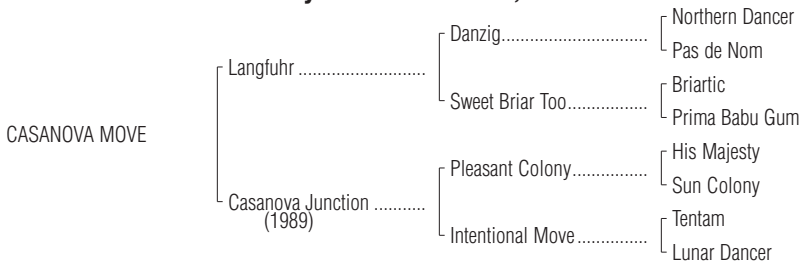 Northern Dancer
Danzig..............................
Pas de Nom
Langfuhr ..........................
Briartic
Sweet Briar Too................
Prima Babu Gum
CASANOVA MOVE
His Majesty
Pleasant Colony...............
Sun Colony
Casanova Junction ...........
(1989)
Tentam
Intentional Move..............
Lunar Dancer